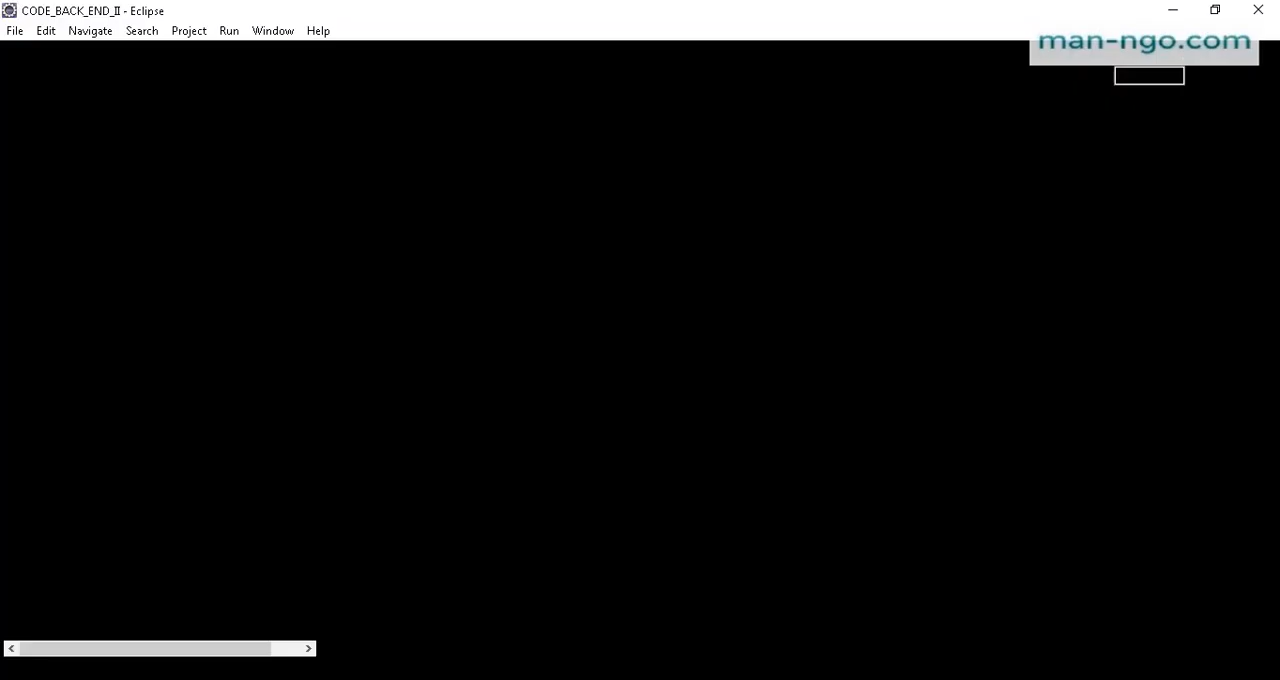 CODE_BACK_END_II - Eclipse
File Edit Navigate Search Project Run Window Help
man-ngo.com